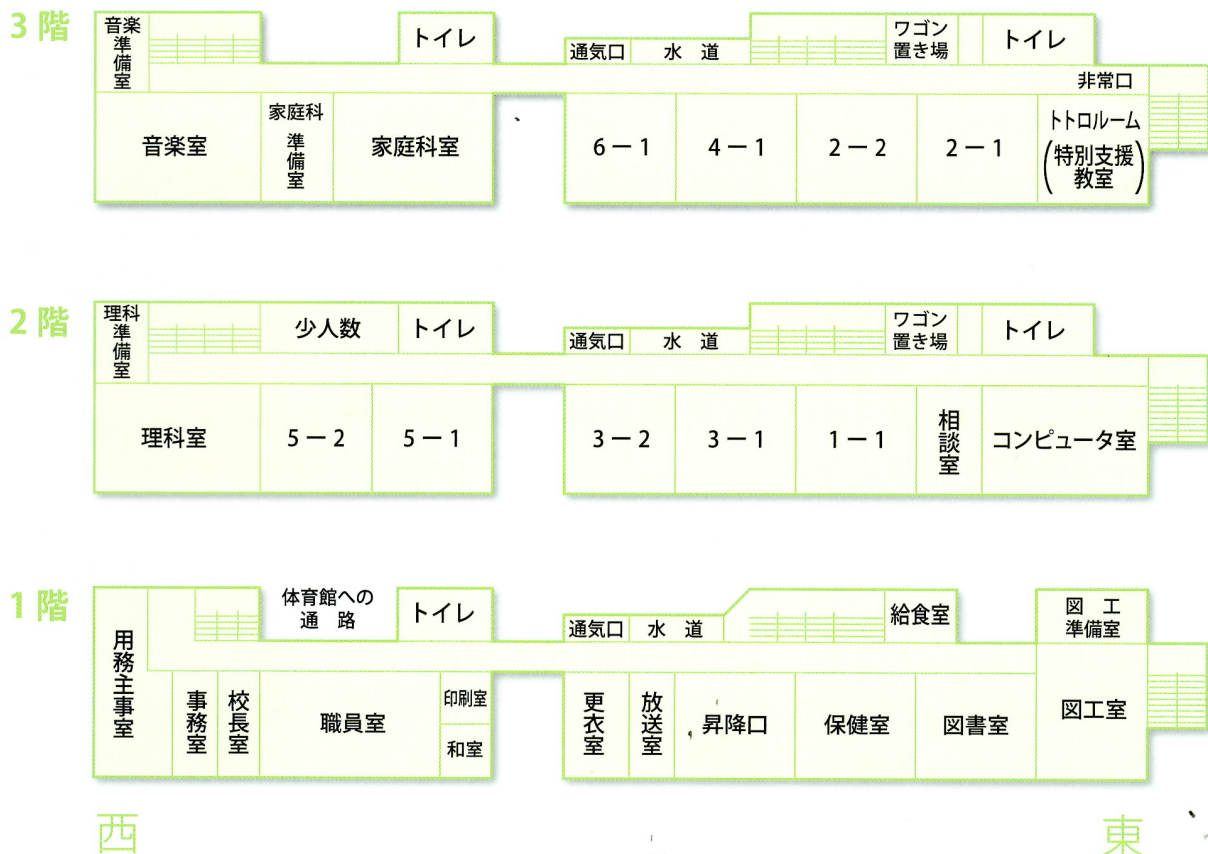 3階
音楽準備室
トイレ
通気口
水道
ワゴン
置き場
トイレ
非常口
音楽室
家庭科
準備室
家庭科室
6－1
4－1
2－2
2－1
トトロルーム
(特別支援
教室)
2階
理科準備室
少人数
トイレ
通気口
水道
ワゴン
置き場
トイレ
理科室
5－2
5－1
3－2
3－1
1－1
相談室
コンピュータ室
1階
用務主事室
体育館への
通路
トイレ
通気口
水道
給食室
図工
準備室
事務室
校長室
職員室
印刷室
和室
更衣室
放送室
昇降口
保健室
図書室
図工室
西
東